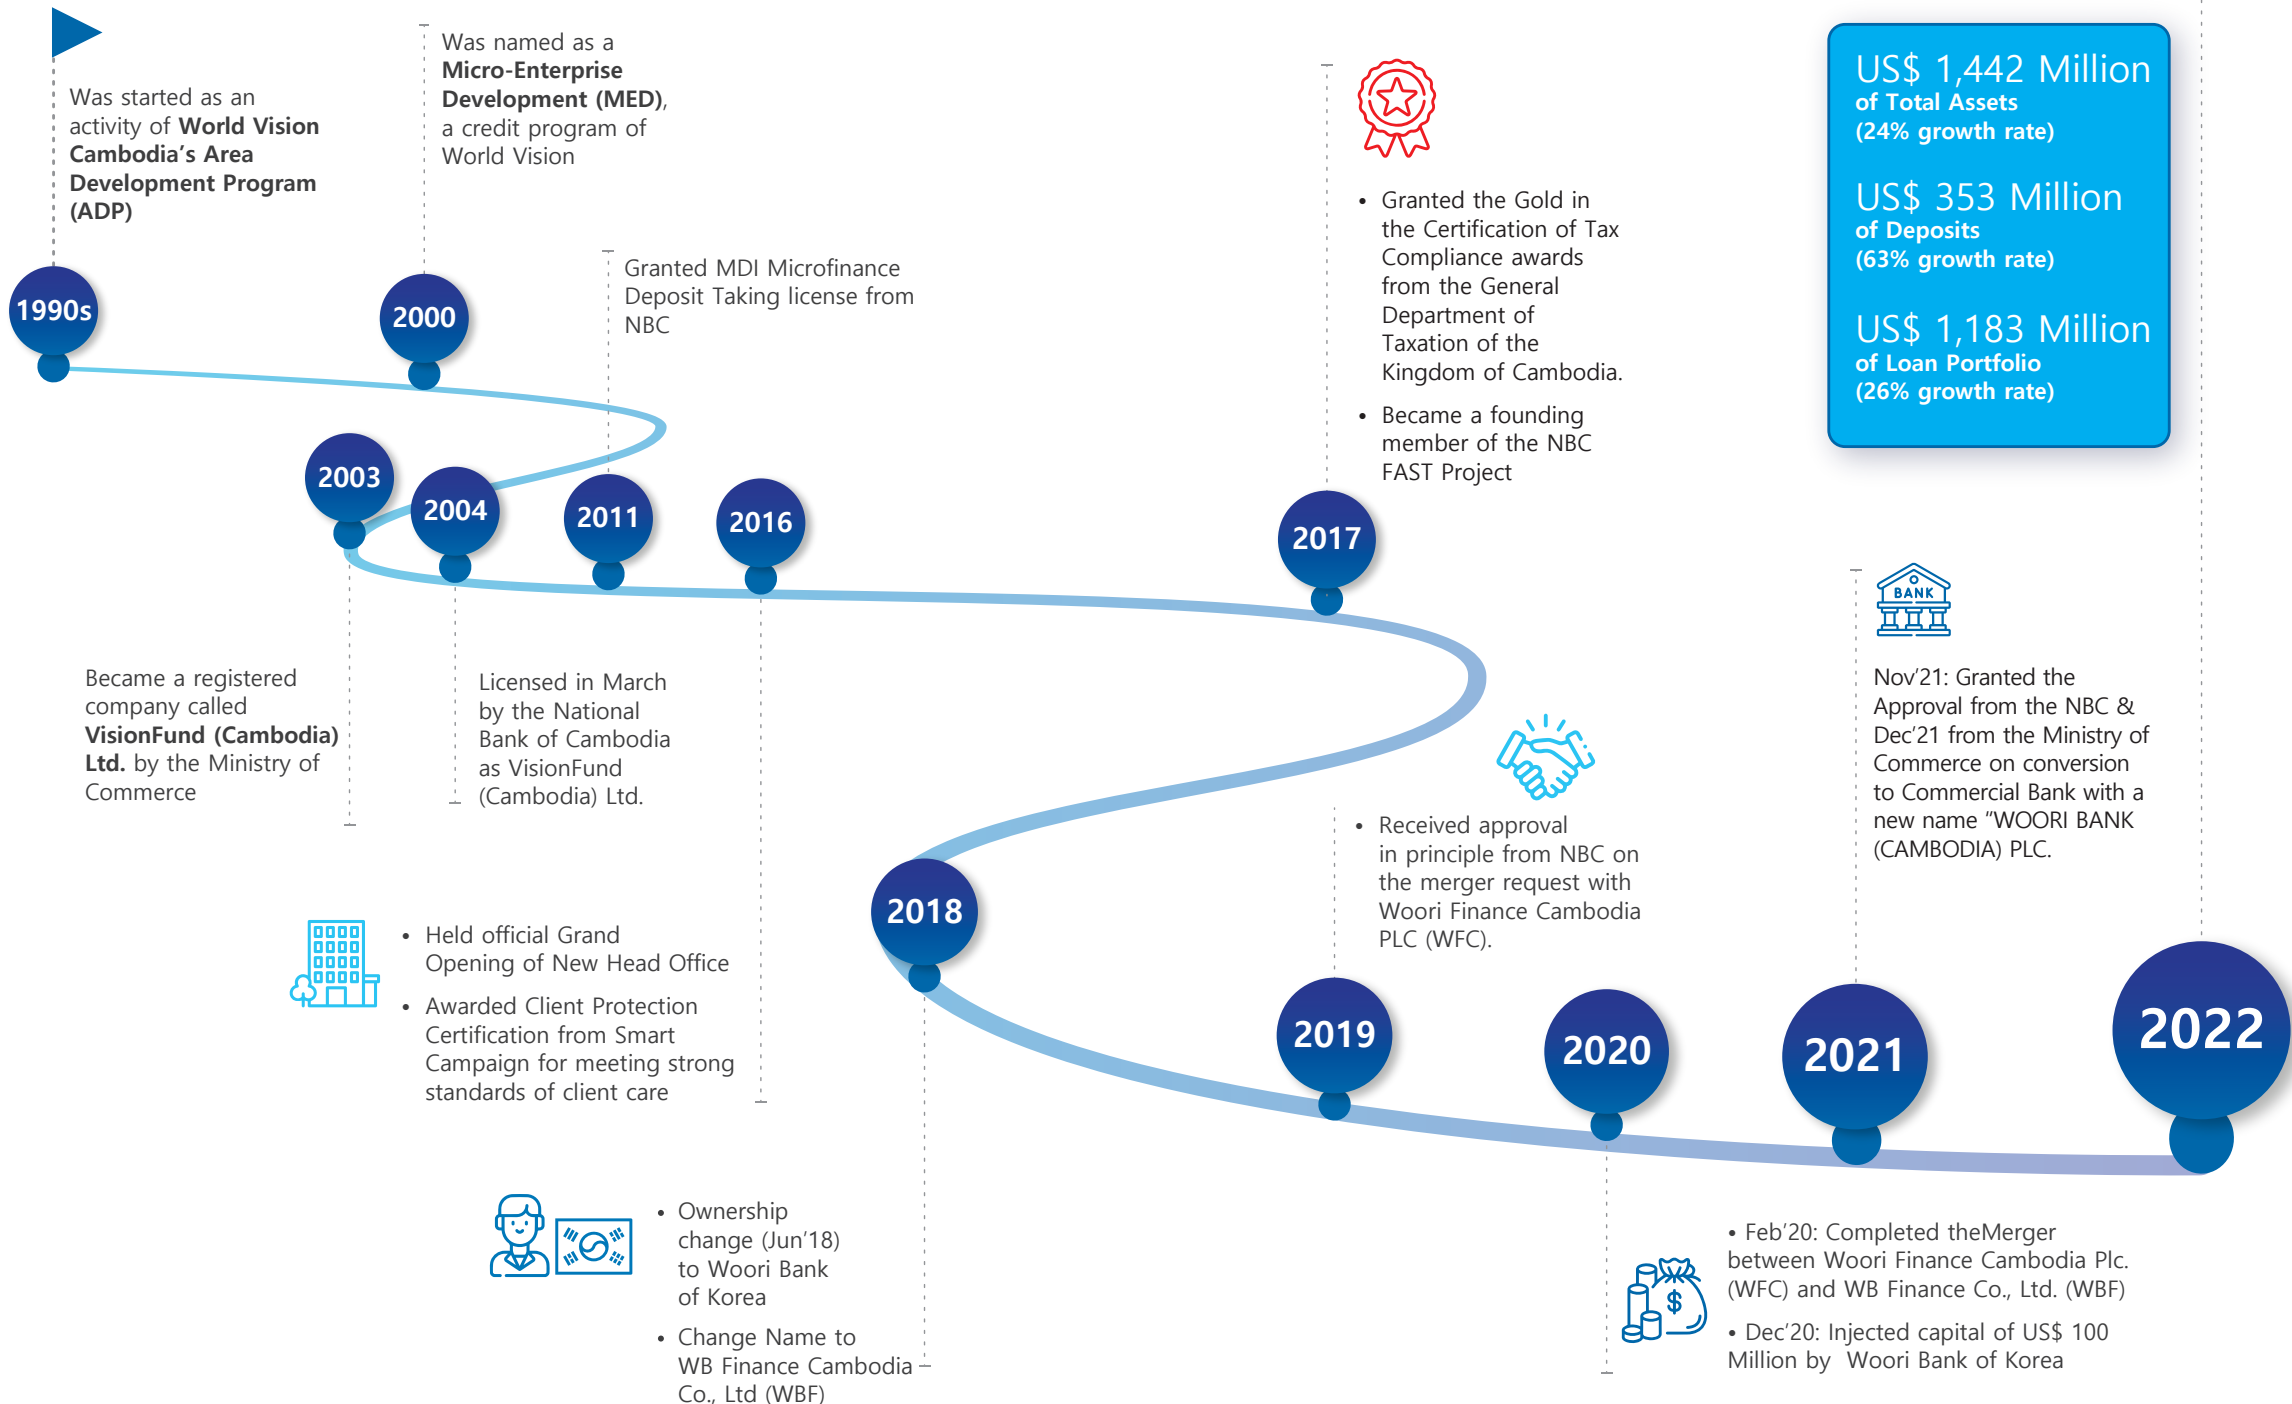 Was started as an
activity of World Vision
Cambodia’s Area
Development Program
(ADP)
1990s
Was named as a
Micro-Enterprise
Development (MED),
a credit program of
World Vision
2000
Became a registered
company called
VisionFund (Cambodia)
Ltd. by the Ministry of
Commerce
2003
Licensed in March
by the National
Bank of Cambodia
as VisionFund
(Cambodia) Ltd.
2004
Granted MDI Microfinance
Deposit Taking license from
NBC
2011
2016
• Held official Grand
Opening of New Head Office
• Awarded Client Protection
Certification from Smart
Campaign for meeting strong
standards of client care
• Granted the Gold in
the Certification of Tax
Compliance awards
from the General
Department of
Taxation of the
Kingdom of Cambodia.
• Became a founding
member of the NBC
FAST Project
2017
2018
• Ownership
change (Jun’18)
to Woori Bank
of Korea
• Change Name to
WB Finance Cambodia
Co., Ltd (WBF)
• Received approval
in principle from NBC on
the merger request with
Woori Finance Cambodia
PLC (WFC).
2019
2020
$
• Feb’20: Completed theMerger
between Woori Finance Cambodia Plc.
(WFC) and WB Finance Co., Ltd. (WBF)
• Dec’20: Injected capital of US$ 100
Million by Woori Bank of Korea
BANK
Nov’21: Granted the
Approval from the NBC &
Dec’21 from the Ministry of
Commerce on conversion
to Commercial Bank with a
new name ”WOORI BANK
(CAMBODIA) PLC.
2021
US$ 1,442 Million
of Total Assets
(24% growth rate)
US$ 353 Million
of Deposits
(63% growth rate)
US$ 1,183 Million
of Loan Portfolio
(26% growth rate)
2022